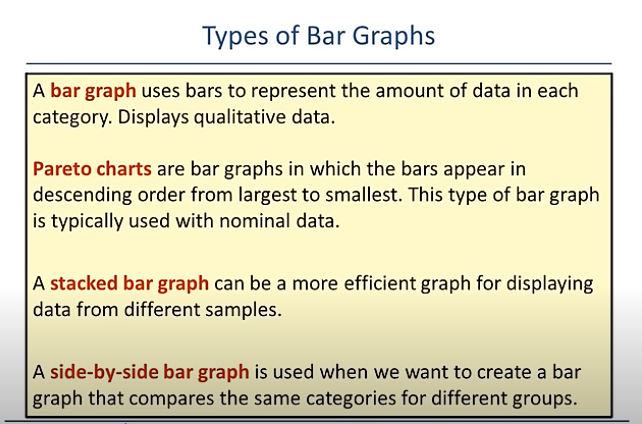 Types of Bar Graphs
A bar graph uses bars to represent the amount of data in each
category. Displays qualitative data.
Pareto charts are bar graphs in which the bars appear in
descending order from largest to smallest. This type of bar graph
is typically used with nominal data.
A stacked bar graph can be a more efficient graph for displaying
data from different samples.
A side-by-side bar graph is used when we want to create a bar
graph that compares the same categories for different groups.